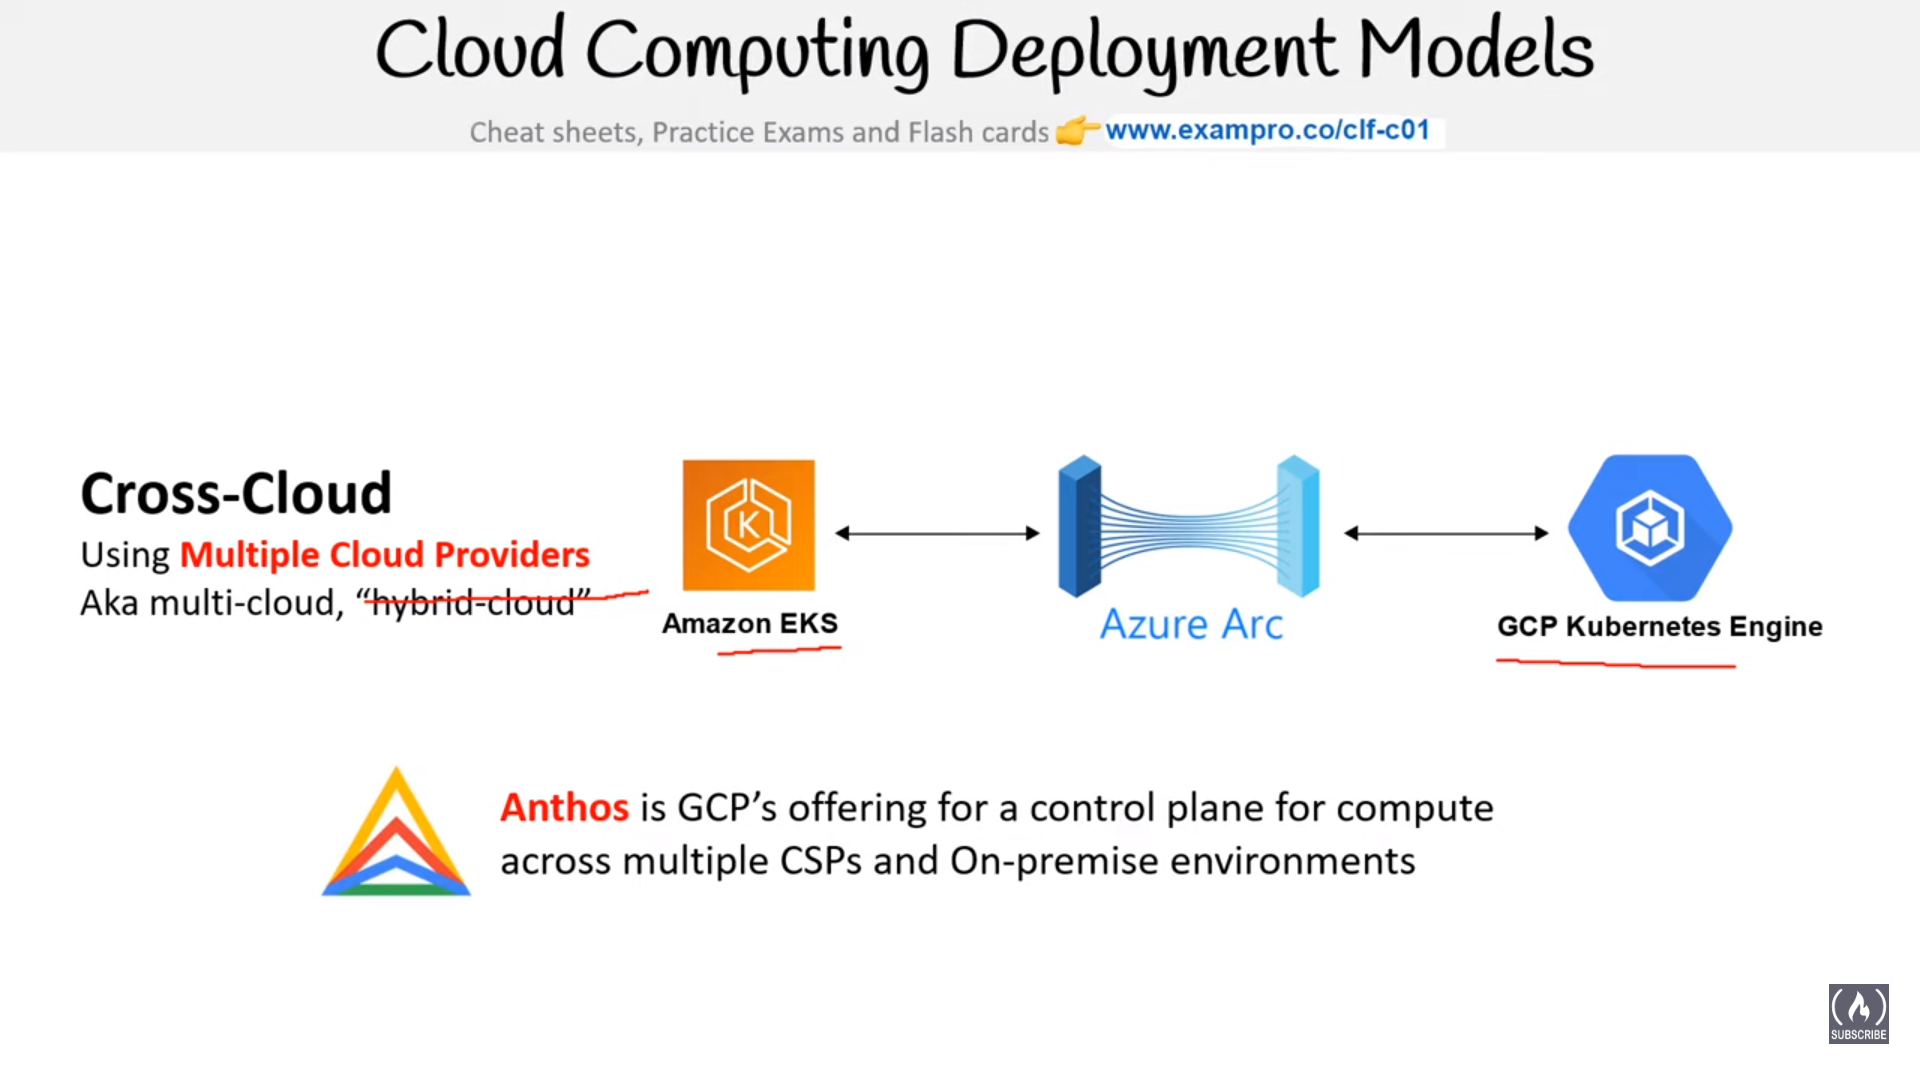 Cloud Computing Deployment Models
Cheat sheets, Practice Exams and Flash cards 👉 www.exampro.co/clf-c01
Cross-Cloud
Using Multiple Cloud Providers
Aka multi-cloud, “hybrid-cloud”
K
Amazon EKS
Azure Arc
GCP Kubernetes Engine
Anthos is GCP’s offering for a control plane for compute
across multiple CSPs and On-premise environments
SUBSCRIBE